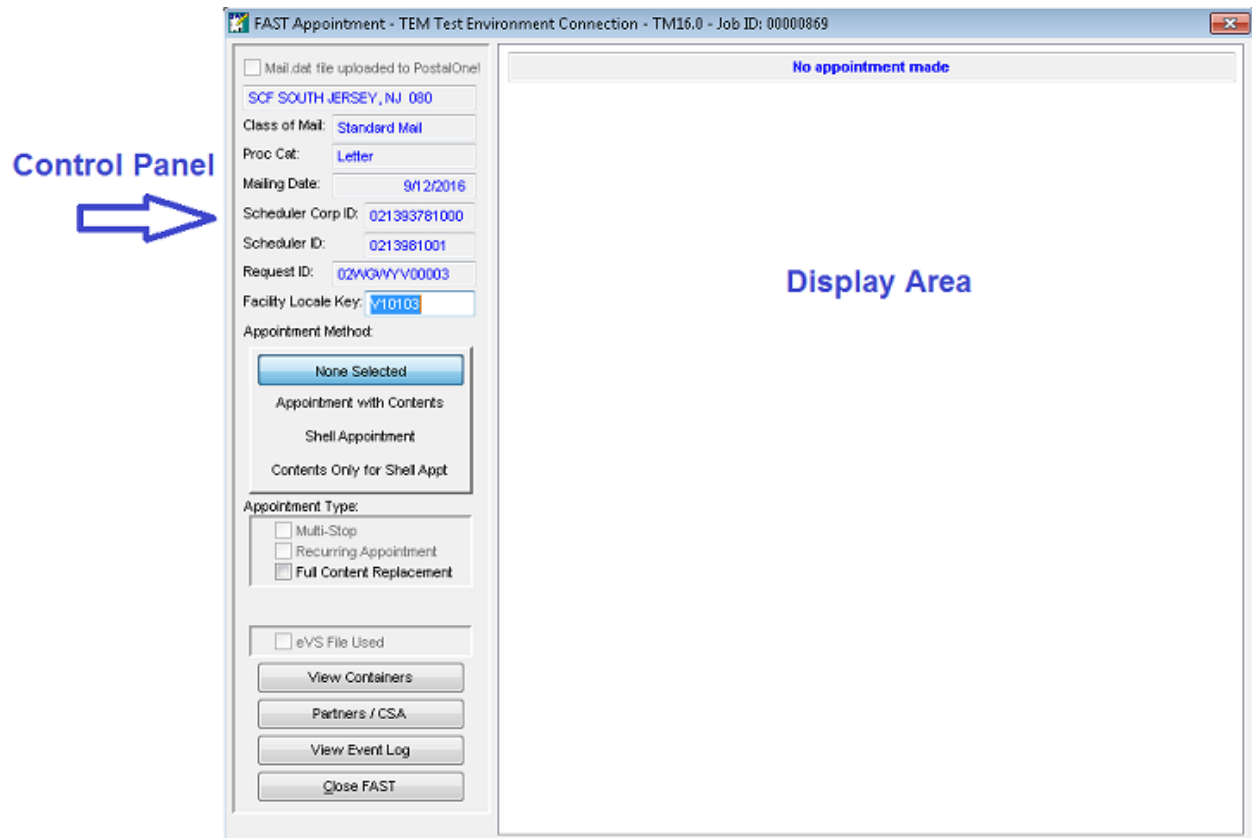 FAST Appointment - TEM Test Environment Connection - TM16.0 - Job ID: 00000869
Mail.dat file uploaded to PostalOne!
SCF SOUTH JERSEY, NJ 080
Class of Mail: Standard Mail
Proc Cat: Letter
Mailing Date: 9/12/2016
Scheduler Corp ID: 021393781000
Scheduler ID: 0213981001
Request ID: 02WGWYV00003
Facility Locale Key: V10103
Appointment Method:
None Selected
Appointment with Contents
Shell Appointment
Contents Only for Shell Appt
Appointment Type:
Multi-Stop
Recurring Appointment
Full Content Replacement
eVS File Used
View Containers
Partners / CSA
View Event Log
Close FAST
No appointment made
Control Panel
Display Area